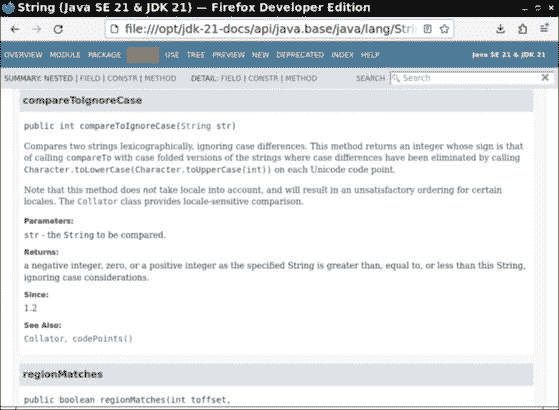 String (Java SE 21 & JDK 21) — Firefox Developer Edition
file:///opt/jdk-21-docs/api/java.base/java/lang/Stri
OVERVIEW MODULE PACKAGE USE TREE PREVIEW NEW DEPRECATED INDEX HELP Java SE 21 & JDK 21
SUMMARY: NESTED | FIELD | CONSTR | METHOD DETAIL: FIELD | CONSTR | METHOD SEARCH Search
compareToIgnoreCase
public int compareToIgnoreCase(String str)
Compares two strings lexicographically, ignoring case differences. This method returns an integer whose sign is that
of calling compareTo with case folded versions of the strings where case differences have been eliminated by calling
Character.toLowerCase(Character.toUpperCase(int)) on each Unicode code point.
Note that this method does not take locale into account, and will result in an unsatisfactory ordering for certain
locales. The Collator class provides locale-sensitive comparison.
Parameters:
str - the String to be compared.
Returns:
a negative integer, zero, or a positive integer as the specified String is greater than, equal to, or less than this String,
ignoring case considerations.
Since:
1.2
See Also:
Collator, codePoints()
regionMatches
public boolean regionMatches(int toffset,